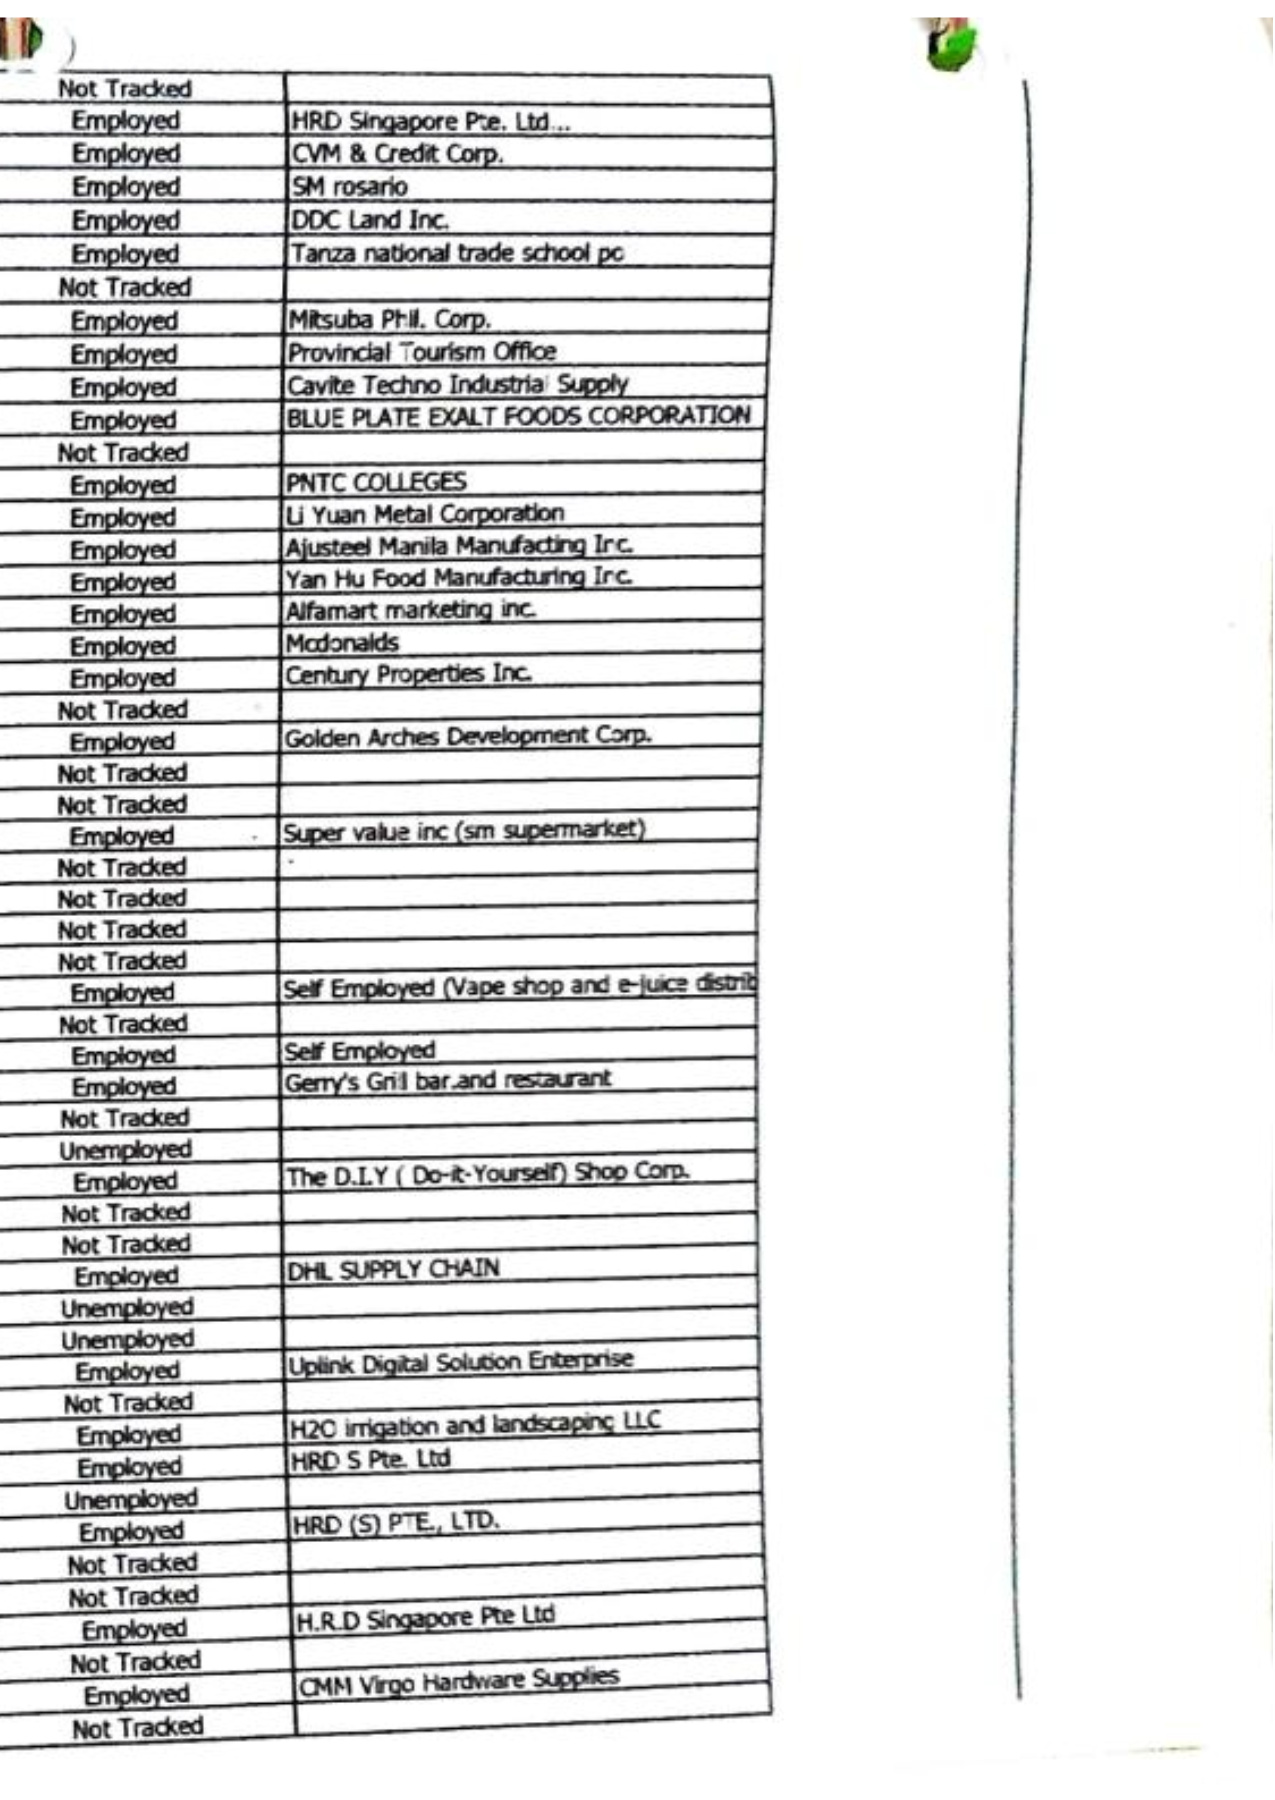 Not Tracked
Employed HRD Singapore Pte. Ltd...
Employed CVM & Credit Corp.
Employed SM rosario
Employed DDC Land Inc.
Employed Tanza national trade school pc
Not Tracked
Employed Mitsuba Phil. Corp.
Employed Provincial Tourism Office
Employed Cavite Techno Industrial Supply
Employed BLUE PLATE EXALT FOODS CORPORATION
Not Tracked
Employed PNTC COLLEGES
Employed Li Yuan Metal Corporation
Employed Ajusteel Manila Manufacting Inc.
Employed Yan Hu Food Manufacturing Inc.
Employed Alfamart marketing inc.
Employed Mcdonalds
Employed Century Properties Inc.
Not Tracked
Employed Golden Arches Development Corp.
Not Tracked
Not Tracked
Employed Super value inc (sm supermarket)
Not Tracked
Not Tracked
Not Tracked
Not Tracked
Employed Self Employed (Vape shop and e-juice distrib
Not Tracked
Employed Self Employed
Employed Gerry's Grill bar.and restaurant
Not Tracked
Unemployed
Employed The D.I.Y ( Do-it-Yourself) Shop Corp.
Not Tracked
Not Tracked
Employed DHL SUPPLY CHAIN
Unemployed
Unemployed
Employed Uplink Digital Solution Enterprise
Not Tracked
Employed H2O irrigation and landscaping LLC
Employed HRD S Pte. Ltd
Unemployed
Employed HRD (S) PTE., LTD.
Not Tracked
Not Tracked
Employed H.R.D Singapore Pte Ltd
Not Tracked
Employed CMM Virgo Hardware Supplies
Not Tracked